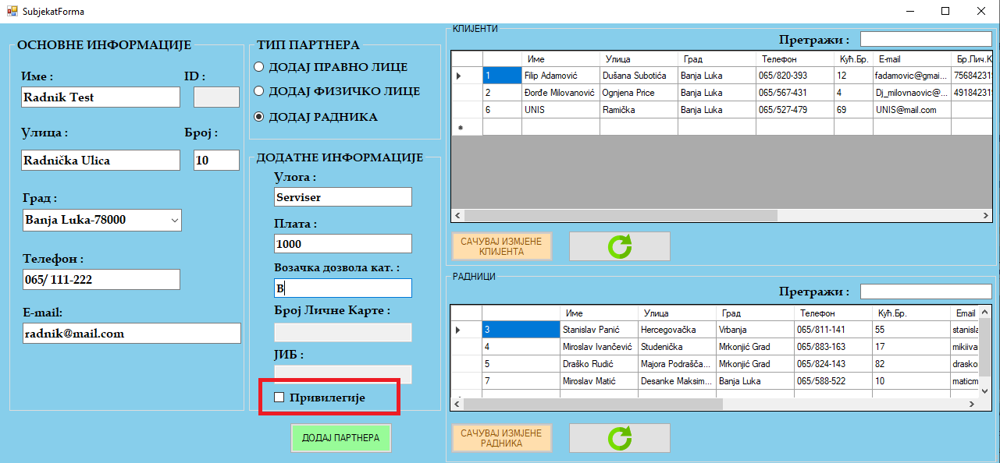 SubjekatForma
ОСНОВНЕ ИНФОРМАЦИЈЕ
Име :
ID :
Radnik Test
Улица :
Број :
Radnička Ulica
10
Град :
Banja Luka-78000
Телефон :
065/ 111-222
E-mail:
radnik@mail.com
ТИП ПАРТНЕРА
ДОДАЈ ПРАВНО ЛИЦЕ
ДОДАЈ ФИЗИЧКО ЛИЦЕ
ДОДАЈ РАДНИКА
ДОДАТНЕ ИНФОРМАЦИЈЕ
Улога :
Serviser
Плата :
1000
Возачка дозвола кат. :
B
Број Личне Карте :
ЈИБ :
Привилегије
ДОДАЈ ПАРТНЕРА
КЛИЈЕНТИ
Претражи :
Име Улица Град Телефон Кућ.Бр. E-mail Бр.Лич.К
1 Filip Adamović Dušana Subotića Banja Luka 065/820-393 12 fadamovic@gmai... 756842319
2 Đorđe Milovanović Ognjena Price Banja Luka 065/567-431 4 Dj_milovnaovic@... 491842319
6 UNIS Ramička Banja Luka 065/527-479 69 UNIS@mail.com
САЧУВАЈ ИЗМЈЕНЕ
КЛИЈЕНТА
РАДНИЦИ
Претражи :
Име Улица Град Телефон Кућ.Бр. Email
3 Stanislav Panić Hercegovačka Vrbanja 065/811-141 55 stanisla
4 Miroslav Ivančević Studenička Mrkonjić Grad 065/883-163 17 mikiiva
5 Draško Rudić Majora Podrašča... Mrkonjić Grad 065/824-143 82 drasko
7 Miroslav Matić Desanke Maksim... Banja Luka 065/588-522 10 maticm
САЧУВАЈ ИЗМЈЕНЕ
РАДНИКА